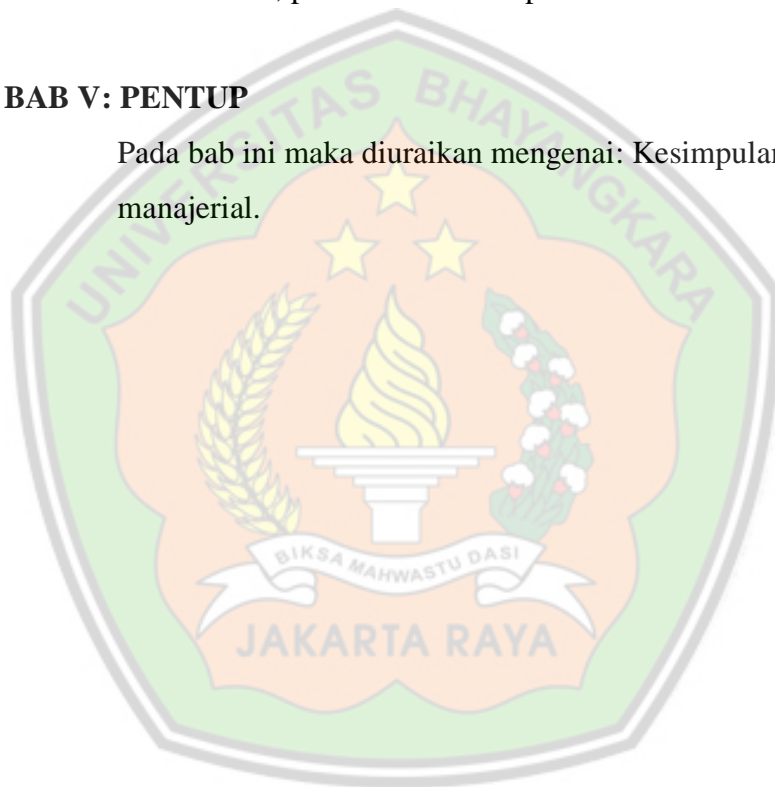 BAB V: PENTUP
Pada bab ini maka diuraikan mengenai: Kesimpulan
manajerial.
UNIVERSITAS BHAYANGKARA
BIKSA MAHWASTU DASI
JAKARTA RAYA